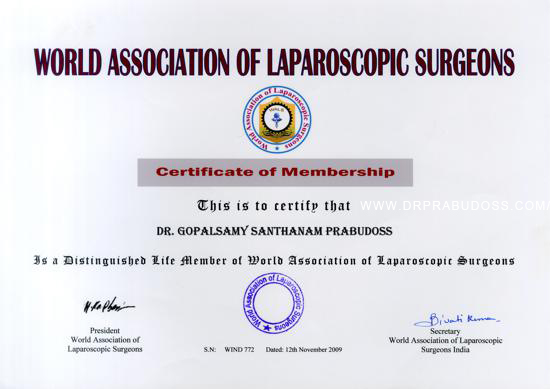 WORLD ASSOCIATION OF LAPAROSCOPIC SURGEONS
World Association of Laparoscopic Surgeons
WALS
Certificate of Membership
This is to certify that
WWW.DRPRABUDOSS.COM/
DR. GOPALSAMY SANTHANAM PRABUDOSS
Is a Distinguished Life Member of World Association of Laparoscopic Surgeons
World Association of Laparoscopic Surgeons
President
World Association of
Laparoscopic Surgeons
S.N: WIND 772 Dated: 12th November 2009
Secretary
World Association of Laparoscopic
Surgeons India